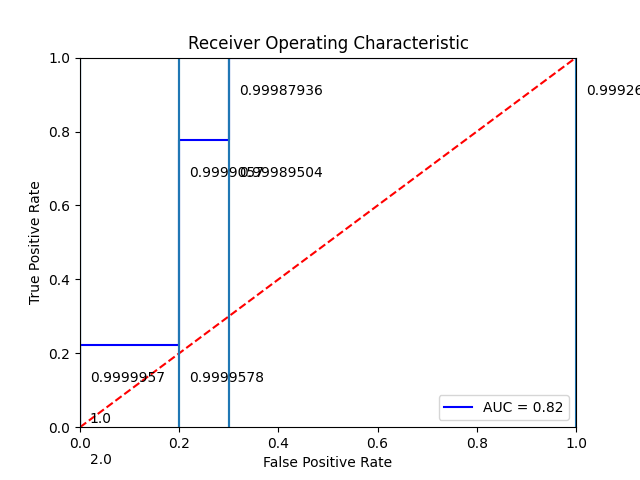 Receiver Operating Characteristic
1.0
0.99987936
0.99926
0.8
0.9999057
0.99989504
True Positive Rate
0.6
0.4
0.2
0.9999957
0.9999578
AUC = 0.82
1.0
0.0
0.0 0.2 0.4 0.6 0.8 1.0
2.0
False Positive Rate